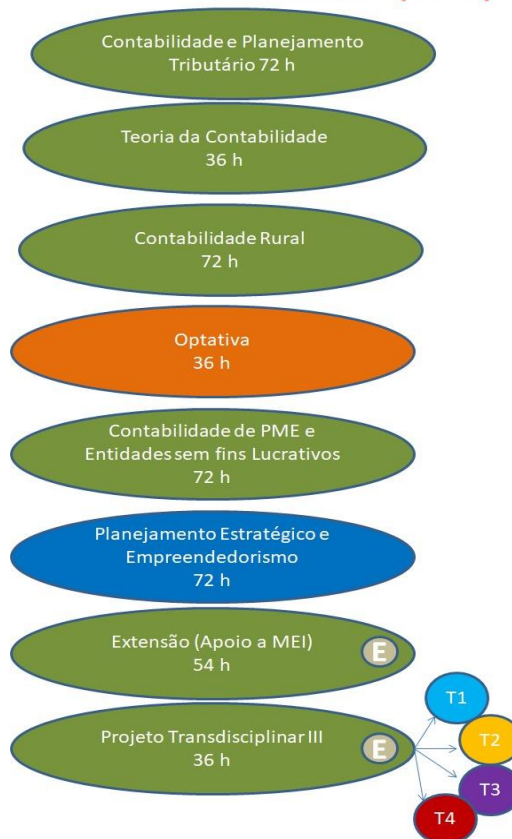 Contabilidade e Planejamento
Tributário 72 h
Teoria da Contabilidade
36 h
Contabilidade Rural
72 h
Optativa
36 h
Contabilidade de PME e
Entidades sem fins Lucrativos
72 h
Planejamento Estratégico e
Empreendedorismo
72 h
Extensão (Apoio a MEI)
54 h
E
Projeto Transdisciplinar III
36 h
E
T1
T2
T3
T4